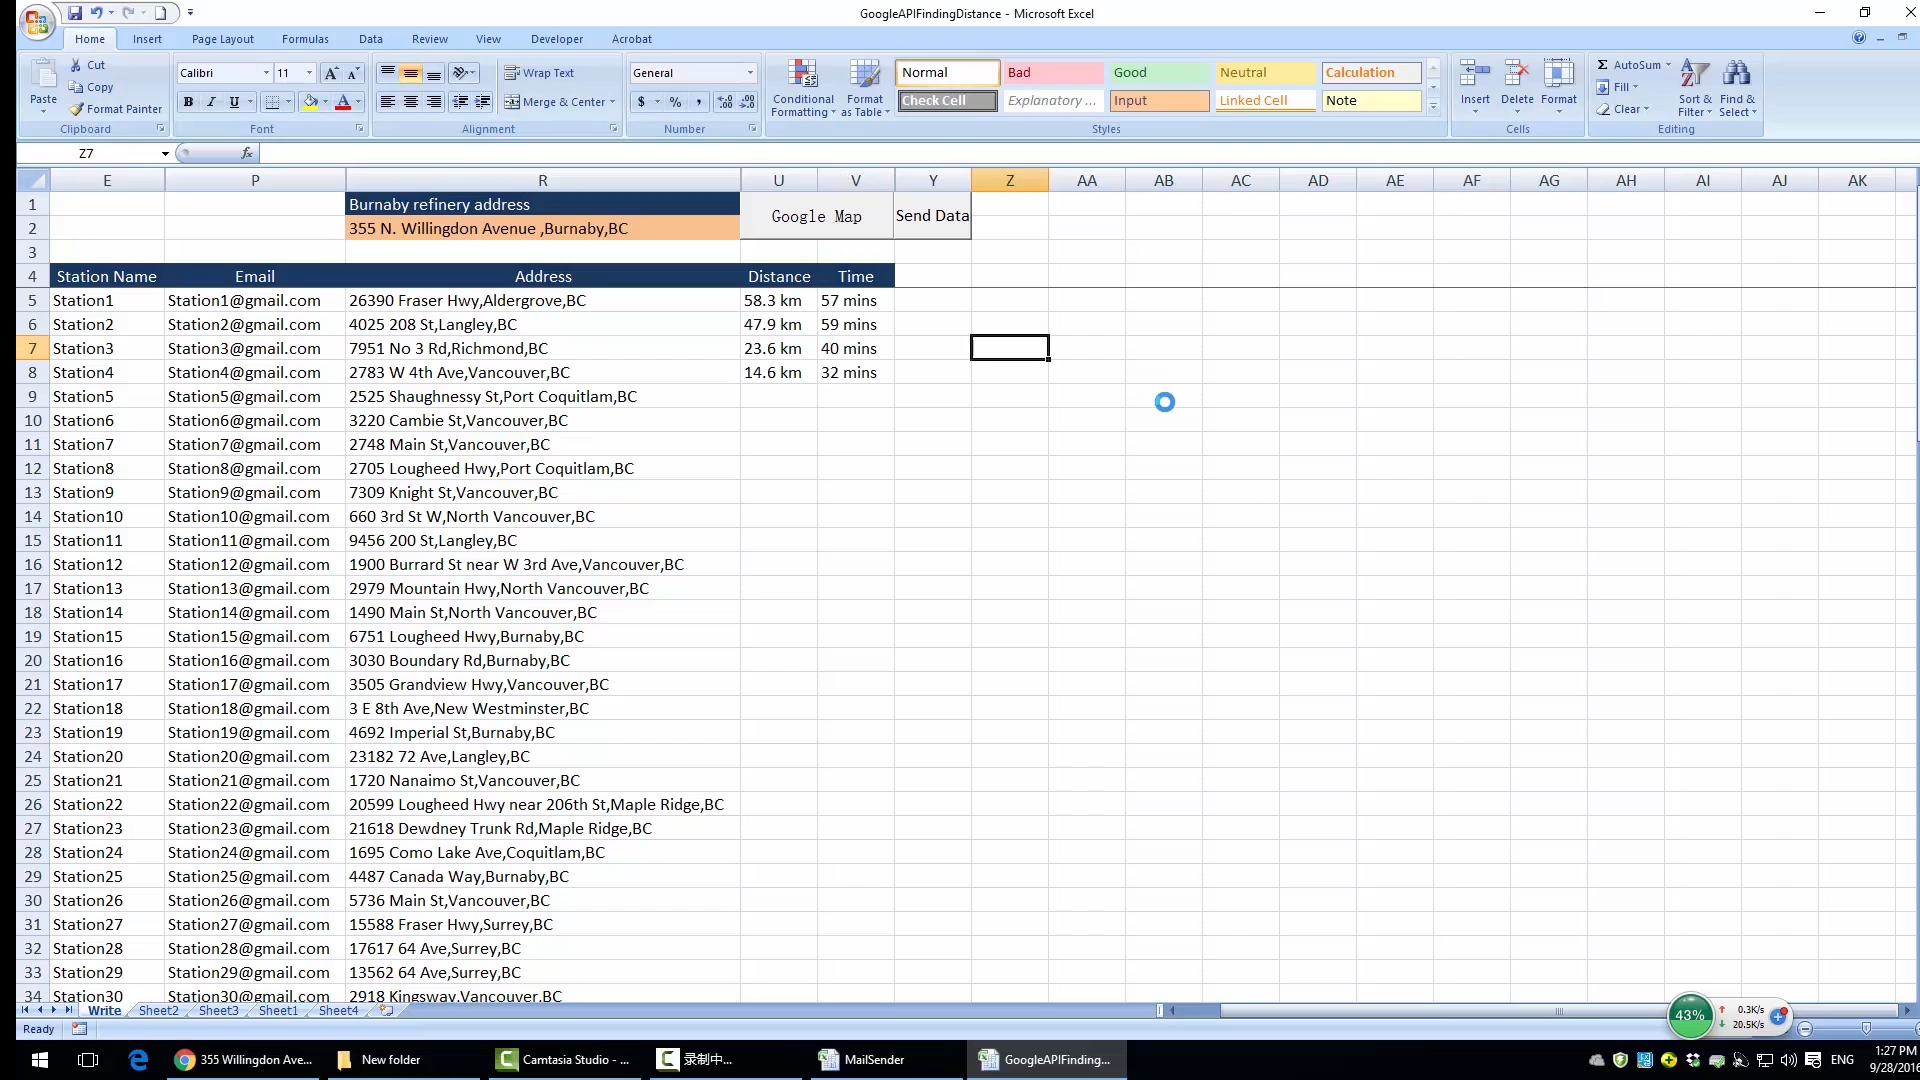 GoogleAPIFindingDistance - Microsoft Excel
Home Insert Page Layout Formulas Data Review View Developer Acrobat
Paste Cut Copy Format Painter Clipboard
Calibri 11 Font
Wrap Text Merge & Center Alignment
General $ % , Number
Conditional Formatting Format as Table
Normal Bad Good Neutral Calculation
Check Cell Explanatory ... Input Linked Cell Note
Styles
Insert Delete Format Cells
Σ AutoSum Fill Clear Sort & Filter Find & Select Editing
Z7 fx
E P R U V Y Z AA AB AC AD AE AF AG AH AI AJ AK
1 Burnaby refinery address Google Map Send Data
2 355 N. Willingdon Avenue ,Burnaby,BC
3
4 Station Name Email Address Distance Time
5 Station1 Station1@gmail.com 26390 Fraser Hwy,Aldergrove,BC 58.3 km 57 mins
6 Station2 Station2@gmail.com 4025 208 St,Langley,BC 47.9 km 59 mins
7 Station3 Station3@gmail.com 7951 No 3 Rd,Richmond,BC 23.6 km 40 mins
8 Station4 Station4@gmail.com 2783 W 4th Ave,Vancouver,BC 14.6 km 32 mins
9 Station5 Station5@gmail.com 2525 Shaughnessy St,Port Coquitlam,BC
10 Station6 Station6@gmail.com 3220 Cambie St,Vancouver,BC
11 Station7 Station7@gmail.com 2748 Main St,Vancouver,BC
12 Station8 Station8@gmail.com 2705 Lougheed Hwy,Port Coquitlam,BC
13 Station9 Station9@gmail.com 7309 Knight St,Vancouver,BC
14 Station10 Station10@gmail.com 660 3rd St W,North Vancouver,BC
15 Station11 Station11@gmail.com 9456 200 St,Langley,BC
16 Station12 Station12@gmail.com 1900 Burrard St near W 3rd Ave,Vancouver,BC
17 Station13 Station13@gmail.com 2979 Mountain Hwy,North Vancouver,BC
18 Station14 Station14@gmail.com 1490 Main St,North Vancouver,BC
19 Station15 Station15@gmail.com 6751 Lougheed Hwy,Burnaby,BC
20 Station16 Station16@gmail.com 3030 Boundary Rd,Burnaby,BC
21 Station17 Station17@gmail.com 3505 Grandview Hwy,Vancouver,BC
22 Station18 Station18@gmail.com 3 E 8th Ave,New Westminster,BC
23 Station19 Station19@gmail.com 4692 Imperial St,Burnaby,BC
24 Station20 Station20@gmail.com 23182 72 Ave,Langley,BC
25 Station21 Station21@gmail.com 1720 Nanaimo St,Vancouver,BC
26 Station22 Station22@gmail.com 20599 Lougheed Hwy near 206th St,Maple Ridge,BC
27 Station23 Station23@gmail.com 21618 Dewdney Trunk Rd,Maple Ridge,BC
28 Station24 Station24@gmail.com 1695 Como Lake Ave,Coquitlam,BC
29 Station25 Station25@gmail.com 4487 Canada Way,Burnaby,BC
30 Station26 Station26@gmail.com 5736 Main St,Vancouver,BC
31 Station27 Station27@gmail.com 15588 Fraser Hwy,Surrey,BC
32 Station28 Station28@gmail.com 17617 64 Ave,Surrey,BC
33 Station29 Station29@gmail.com 13562 64 Ave,Surrey,BC
34 Station30 Station30@gmail.com 2918 Kingsway,Vancouver,BC
Write Sheet2 Sheet3 Sheet1 Sheet4
43% 0.3K/s
20.5K/s
Ready
355 Willingdon Ave... New folder Camtasia Studio - ... 录制中... MailSender GoogleAPIFinding... ENG 1:27 PM
9/28/201